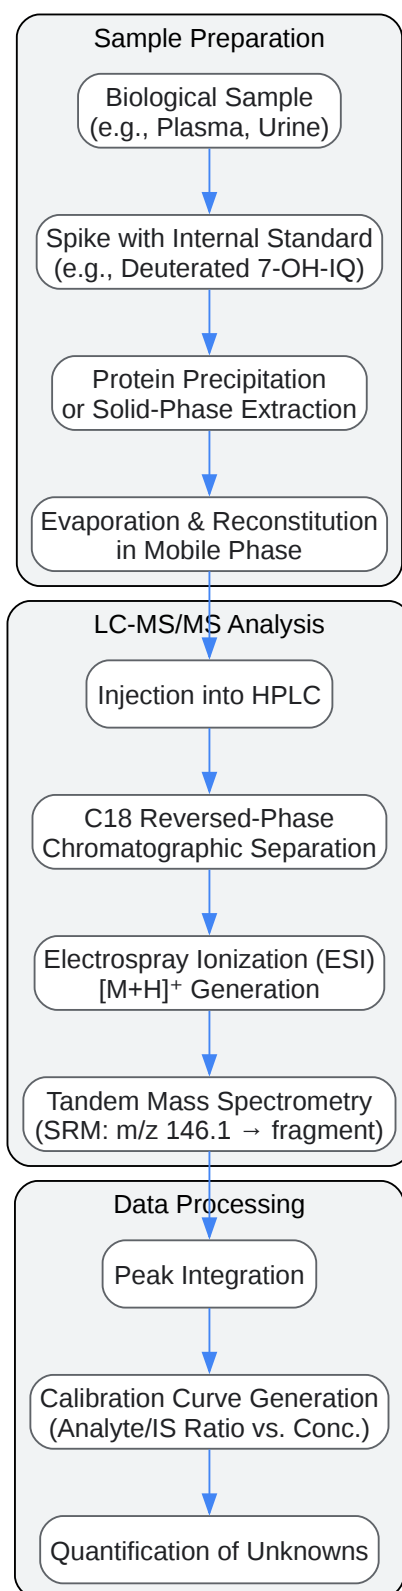 Sample Preparation
Biological Sample
(e.g., Plasma, Urine)
Spike with Internal Standard
(e.g., Deuterated 7-OH-IQ)
Protein Precipitation
or Solid-Phase Extraction
Evaporation & Reconstitution
in Mobile Phase
LC-MS/MS Analysis
Injection into HPLC
C18 Reversed-Phase
Chromatographic Separation
Electrospray Ionization (ESI)
[M+H]⁺ Generation
Tandem Mass Spectrometry
(SRM: m/z 146.1 → fragment)
Data Processing
Peak Integration
Calibration Curve Generation
(Analyte/IS Ratio vs. Conc.)
Quantification of Unknowns